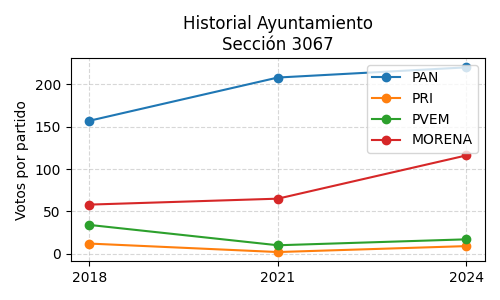 Historial Ayuntamiento
Sección 3067
Votos por partido
200
150
100
50
0
2018
2021
2024
PAN
PRI
PVEM
MORENA